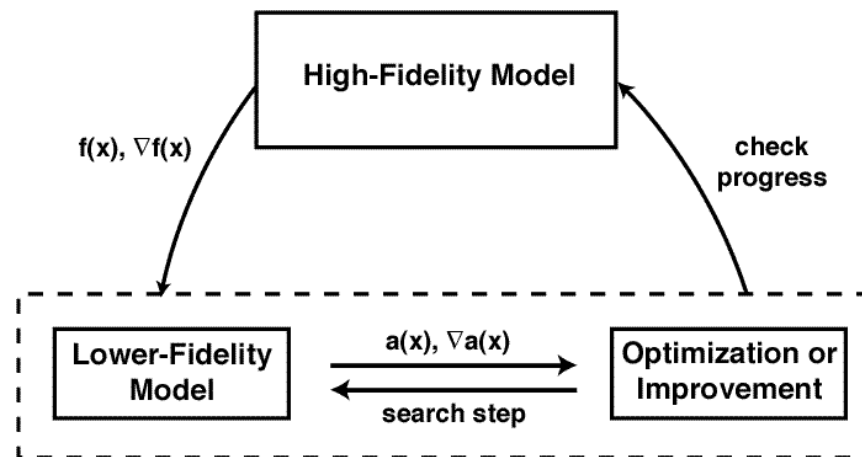 High-Fidelity Model
f(x), ∇f(x)
check
progress
Lower-Fidelity
Model
a(x), ∇a(x)
search step
Optimization or
Improvement